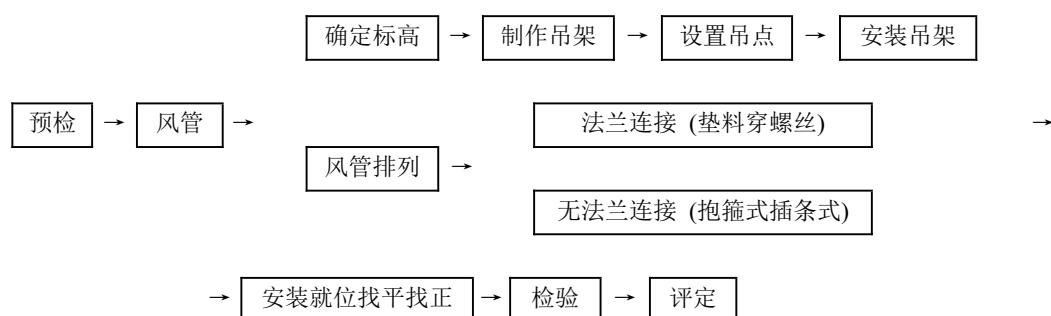 确定标高 → 制作吊架 → 设置吊点 → 安装吊架
预检 → 风管 → 法兰连接 (垫料穿螺丝) →
风管排列 →
无法兰连接 (抱箍式插条式)
→ 安装就位找平找正 → 检验 → 评定